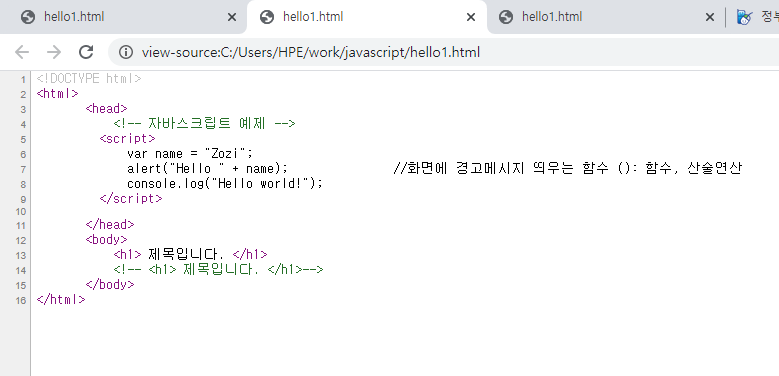 hello1.html hello1.html hello1.html 정부
view-source:C:/Users/HPE/work/javascript/hello1.html
1 <!DOCTYPE html>
2 <html>
3 <head>
4 <!-- 자바스크립트 예제 -->
5 <script>
6 var name = "Zozi";
7 alert("Hello " + name); //화면에 경고메시지 띄우는 함수 (): 함수, 산술연산
8 console.log("Hello world!");
9 </script>
10
11 </head>
12 <body>
13 <h1> 제목입니다. </h1>
14 <!-- <h1> 제목입니다. </h1>-->
15 </body>
16 </html>